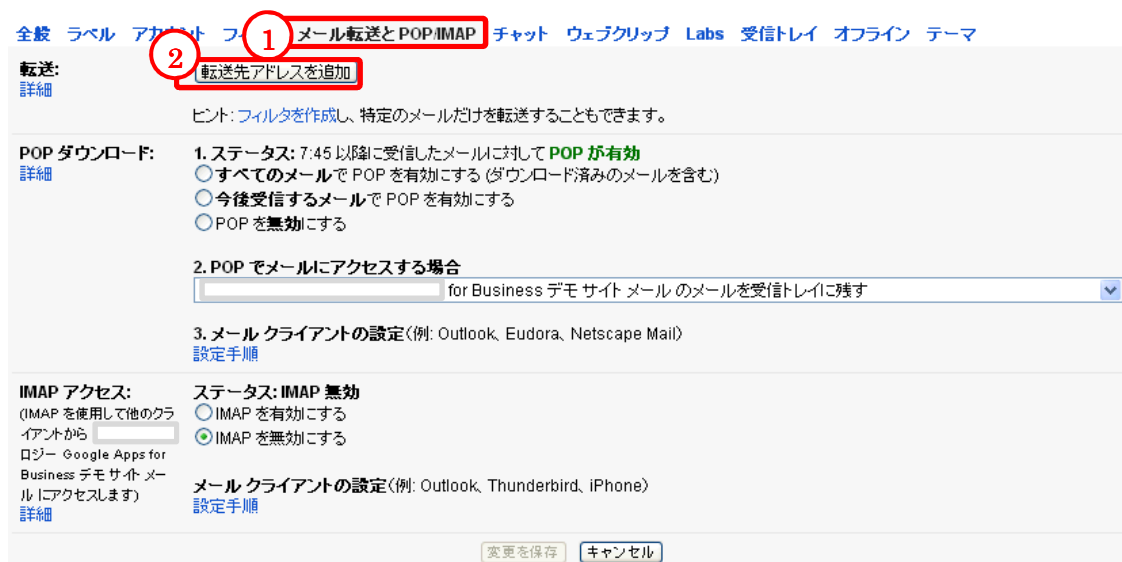 全般 ラベル アカウント フィ メール転送とPOP/IMAP チャット ウェブクリップ Labs 受信トレイ オフライン テーマ
1
2
転送:
転送先アドレスを追加
詳細
ヒント: フィルタを作成し、特定のメールだけを転送することもできます。
POP ダウンロード:
詳細
1. ステータス: 7:45 以降に受信したメールに対して POP が有効
すべてのメールで POP を有効にする (ダウンロード済みのメールを含む)
今後受信するメールで POP を有効にする
POP を無効にする
2. POP でメールにアクセスする場合
for Business デモ サイト メール のメールを受信トレイに残す
3. メール クライアントの設定(例: Outlook、Eudora、Netscape Mail)
設定手順
IMAP アクセス:
(IMAP を使用して他のクラ
イアントから
ロジー Google Apps for
Business デモ サイト メー
ル にアクセスします)
詳細
ステータス: IMAP 無効
IMAP を有効にする
IMAP を無効にする
メール クライアントの設定(例: Outlook、Thunderbird、iPhone)
設定手順
変更を保存 キャンセル